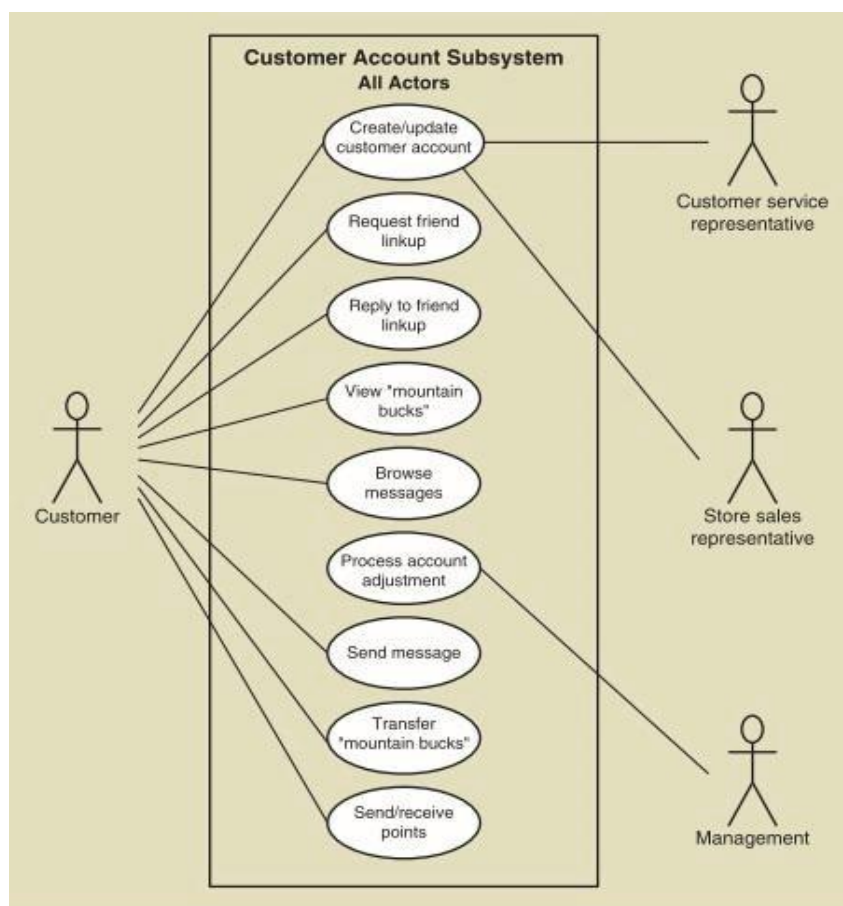 Customer Account Subsystem
All Actors
Create/update
customer account
Request friend
linkup
Reply to friend
linkup
View "mountain
bucks"
Browse
messages
Process account
adjustment
Send message
Transfer
"mountain bucks"
Send/receive
points
Customer
Customer service
representative
Store sales
representative
Management